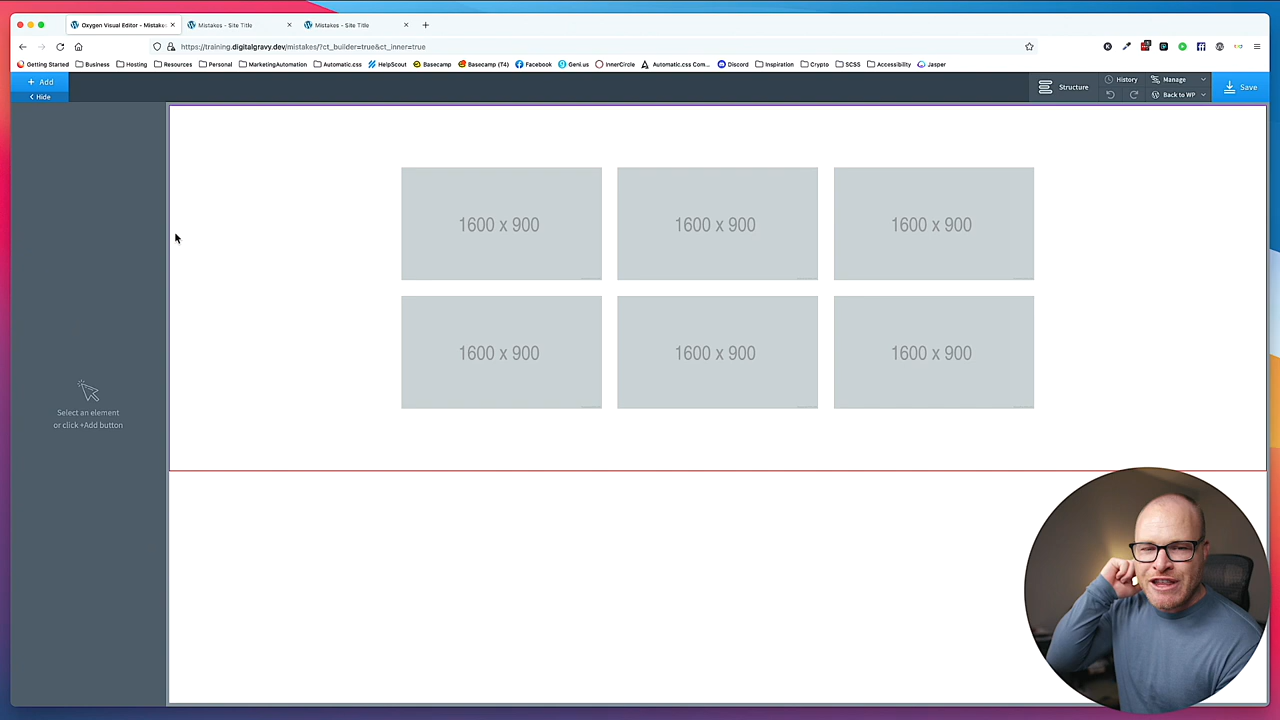 Oxygen Visual Editor - Mistake
Mistakes - Site Title
Mistakes - Site Title
https://training.digitalgravy.dev/mistakes/?ct_builder=true&ct_inner=true
Getting Started
Business
Hosting
Resources
Personal
MarketingAutomation
Automatic.css
HelpScout
Basecamp
Basecamp (T4)
Facebook
Geni.us
InnerCircle
Automatic.css Com...
Discord
Inspiration
Crypto
SCSS
Accessibility
Jasper
+ Add
< Hide
Structure
History
Manage
Back to WP
Save
1600 x 900
1600 x 900
1600 x 900
1600 x 900
1600 x 900
1600 x 900
Select an element
or click +Add button